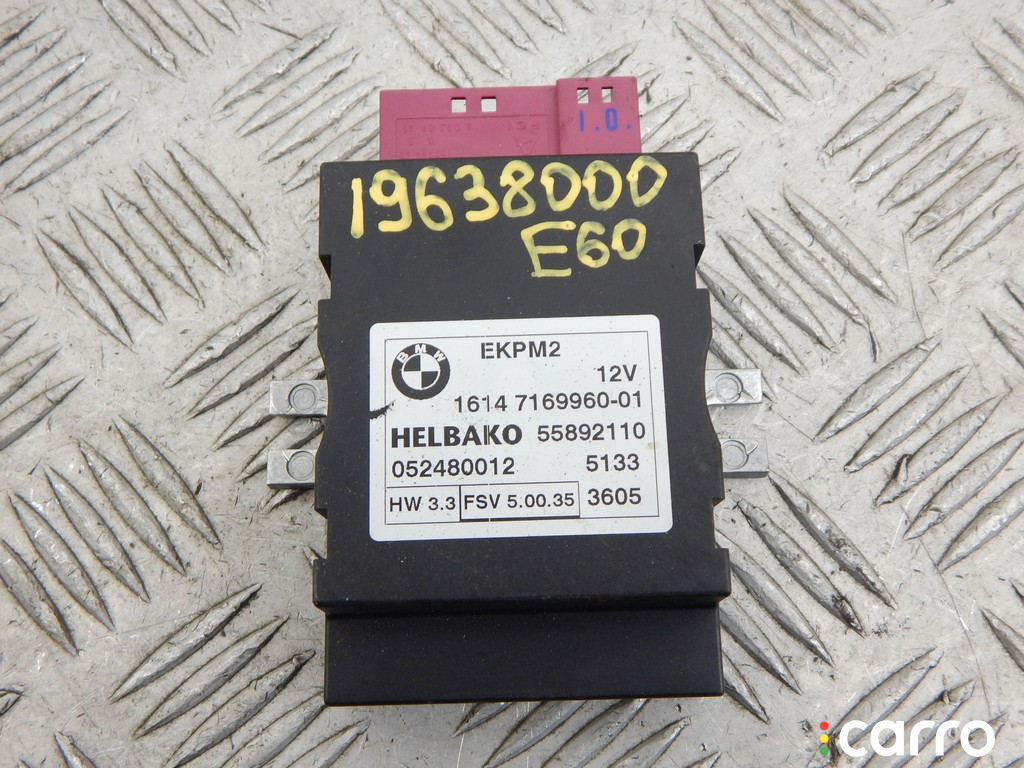 I.O.
19638000
E60
BMW
EKPM2
12V
1614 7169960-01
HELBAKO 55892110
052480012 5133
HW 3.3 FSV 5.00.35 3605
carro